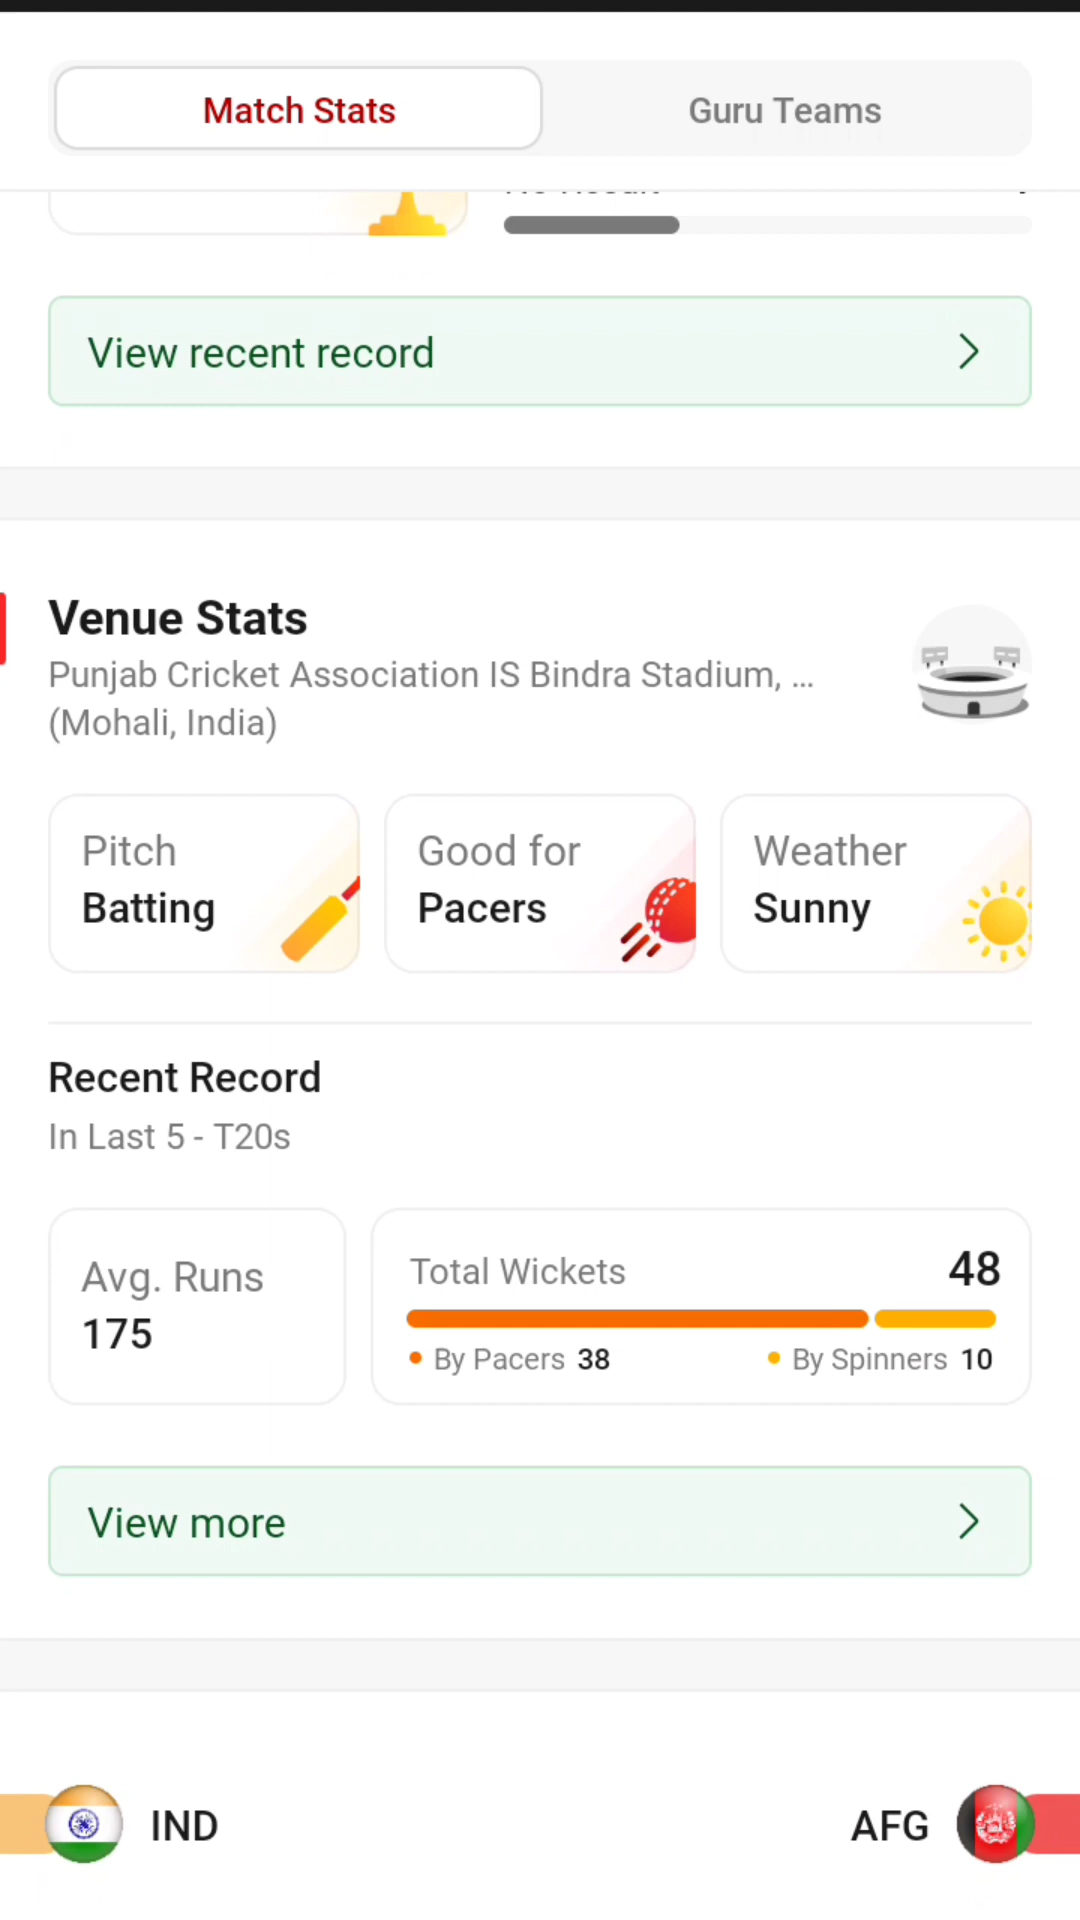 Match Stats
Guru Teams
View recent record
Venue Stats
Punjab Cricket Association IS Bindra Stadium, ...
(Mohali, India)
Pitch
Batting
Good for
Pacers
Weather
Sunny
Recent Record
In Last 5 - T20s
Avg. Runs
175
Total Wickets 48
By Pacers 38
By Spinners 10
View more
IND
AFG